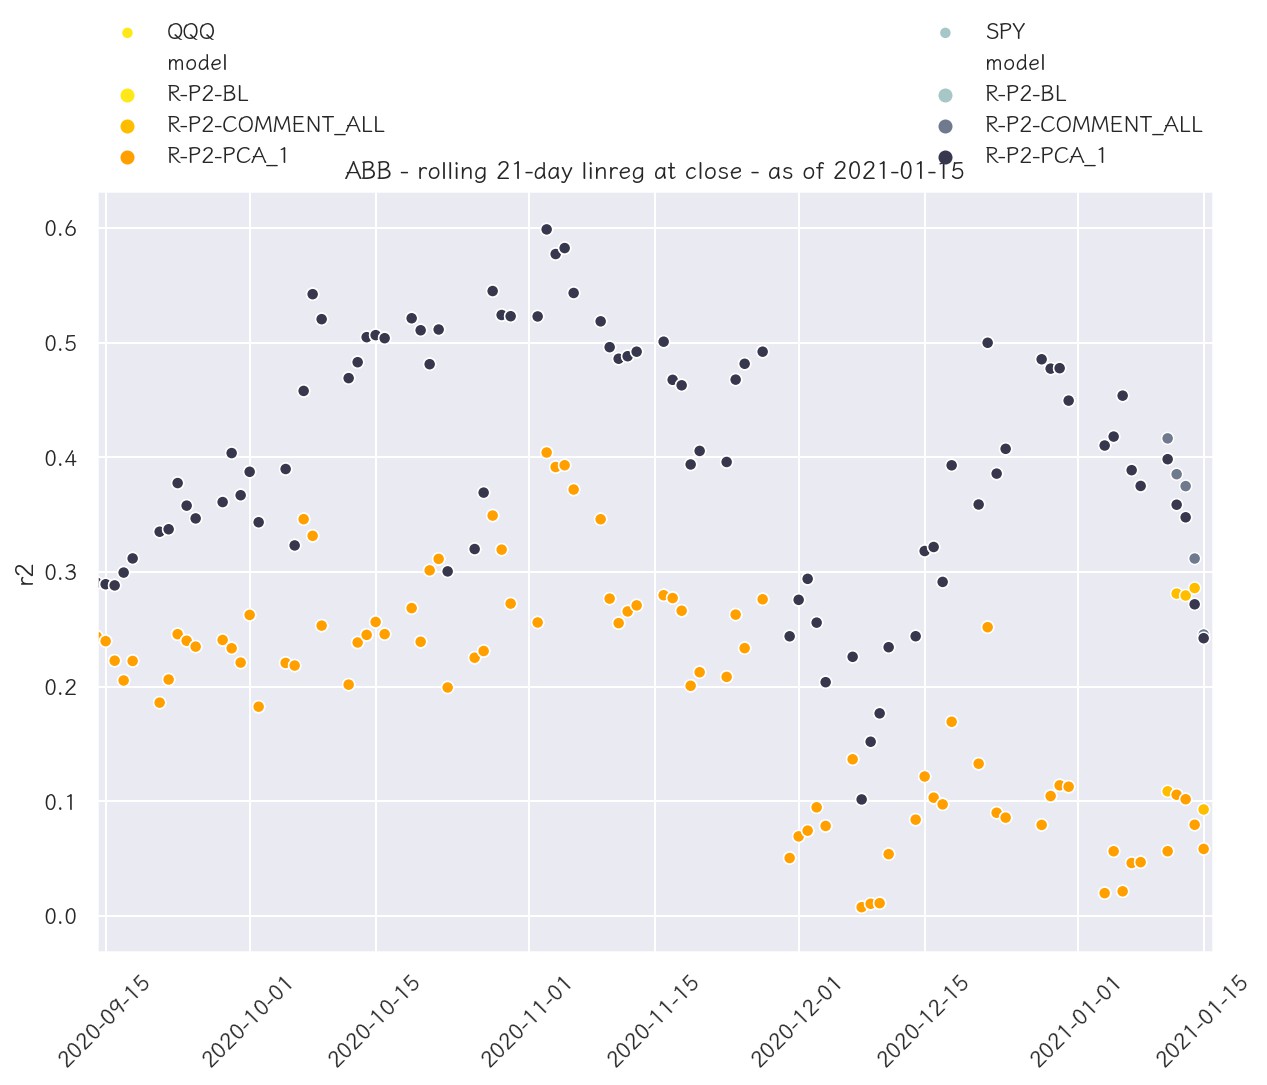 QQQ
model
R-P2-BL
R-P2-COMMENT_ALL
R-P2-PCA_1
SPY
model
R-P2-BL
R-P2-COMMENT_ALL
R-P2-PCA_1
ABB - rolling 21-day linreg at close - as of 2021-01-15
0.6
0.5
0.4
0.3
0.2
0.1
0.0
r2
2020-09-15
2020-10-01
2020-10-15
2020-11-01
2020-11-15
2020-12-01
2020-12-15
2021-01-01
2021-01-15